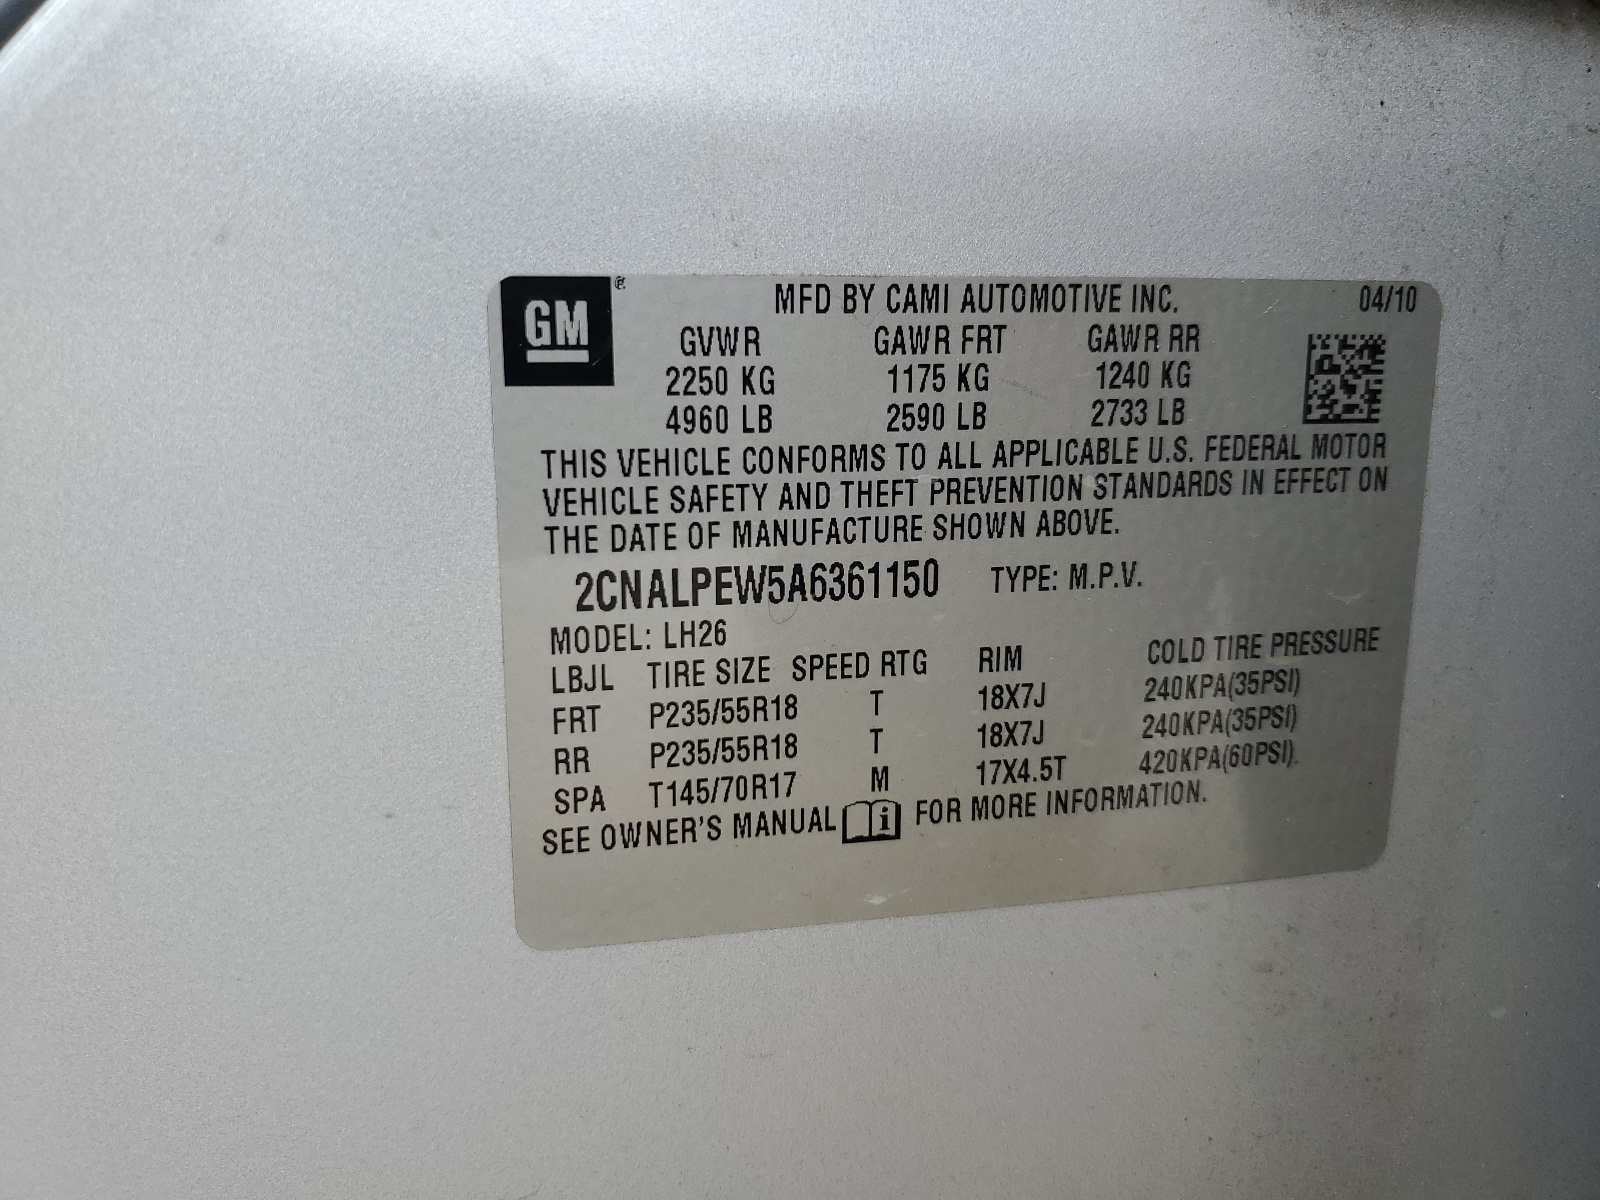 GM ®
MFD BY CAMI AUTOMOTIVE INC. 04/10
GVWR GAWR FRT GAWR RR
2250 KG 1175 KG 1240 KG
4960 LB 2590 LB 2733 LB
THIS VEHICLE CONFORMS TO ALL APPLICABLE U.S. FEDERAL MOTOR
VEHICLE SAFETY AND THEFT PREVENTION STANDARDS IN EFFECT ON
THE DATE OF MANUFACTURE SHOWN ABOVE.
2CNALPEW5A6361150 TYPE: M.P.V.
MODEL: LH26
LBJL TIRE SIZE SPEED RTG RIM COLD TIRE PRESSURE
FRT P235/55R18 T 18X7J 240KPA(35PSI)
RR P235/55R18 T 18X7J 240KPA(35PSI)
SPA T145/70R17 M 17X4.5T 420KPA(60PSI).
SEE OWNER'S MANUAL i FOR MORE INFORMATION.